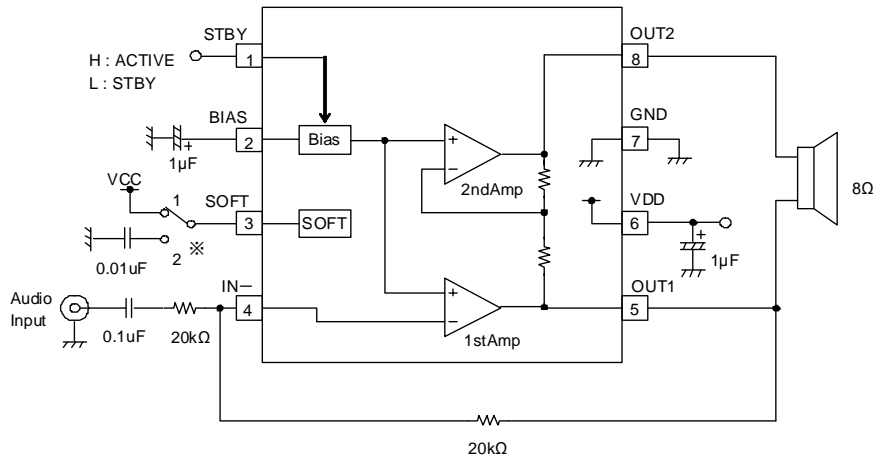 STBY
1
H : ACTIVE
L : STBY
BIAS
2
1μF
+
Bias
VCC
1
SOFT
3
SOFT
2 ※
0.01uF
Audio
Input
0.1uF
20kΩ
IN−
4
+
−
2ndAmp
+
−
1stAmp
OUT2
8
GND
7
VDD
6
+
1μF
OUT1
5
8Ω
20kΩ